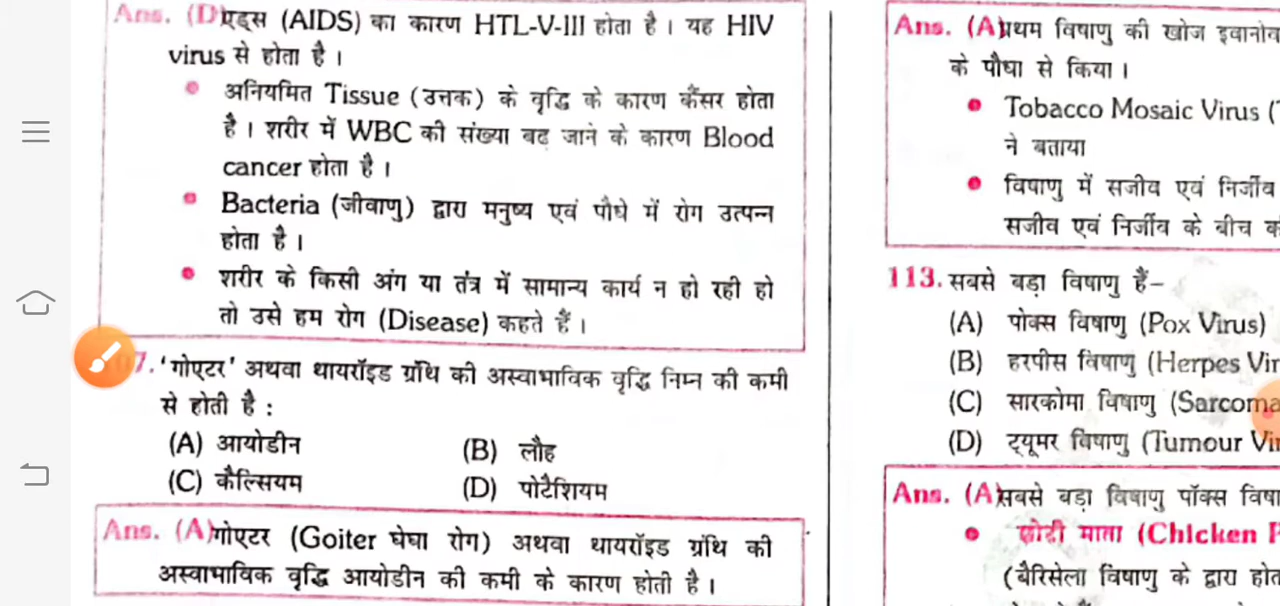 Ans. (D) एड्स (AIDS) का कारण HTL-V-III होता है। यह HIV
virus से होता है।
• अनियमित Tissue (उत्तक) के वृद्धि के कारण कैंसर होता
है। शरीर में WBC की संख्या बढ़ जाने के कारण Blood
cancer होता है।
• Bacteria (जीवाणु) द्वारा मनुष्य एवं पौधे में रोग उत्पन्न
होता है।
• शरीर के किसी अंग या तंत्र में सामान्य कार्य न हो रही हो
तो उसे हम रोग (Disease) कहते हैं।
07. 'गोएटर' अथवा थायरॉइड ग्रंथि की अस्वाभाविक वृद्धि निम्न की कमी
से होती है :
(A) आयोडीन (B) लौह
(C) कैल्सियम (D) पोटैशियम
Ans. (A) गोएटर (Goiter घेघा रोग) अथवा थायरॉइड ग्रंथि की
अस्वाभाविक वृद्धि आयोडीन की कमी के कारण होती है।
Ans. (A) प्रथम विषाणु की खोज
के पौधा से किया।
• Tobacco Mosaic Virus (
ने बताया
• विषाणु में सजीव एवं निर्जीव
सजीव एवं निर्जीव के बीच
113. सबसे बड़ा विषाणु हैं–
(A) पोक्स विषाणु (Pox Virus)
(B) हरपीस विषाणु (Herpes Vir
(C) सारकोमा विषाणु (Sarcoma
(D) ट्यूमर विषाणु (Tumour Vi
Ans. (A) सबसे बड़ा विषाणु पॉक्स विषा
• छोटी माता (Chicken P
(बैरिसेला विषाणु के द्वारा होत